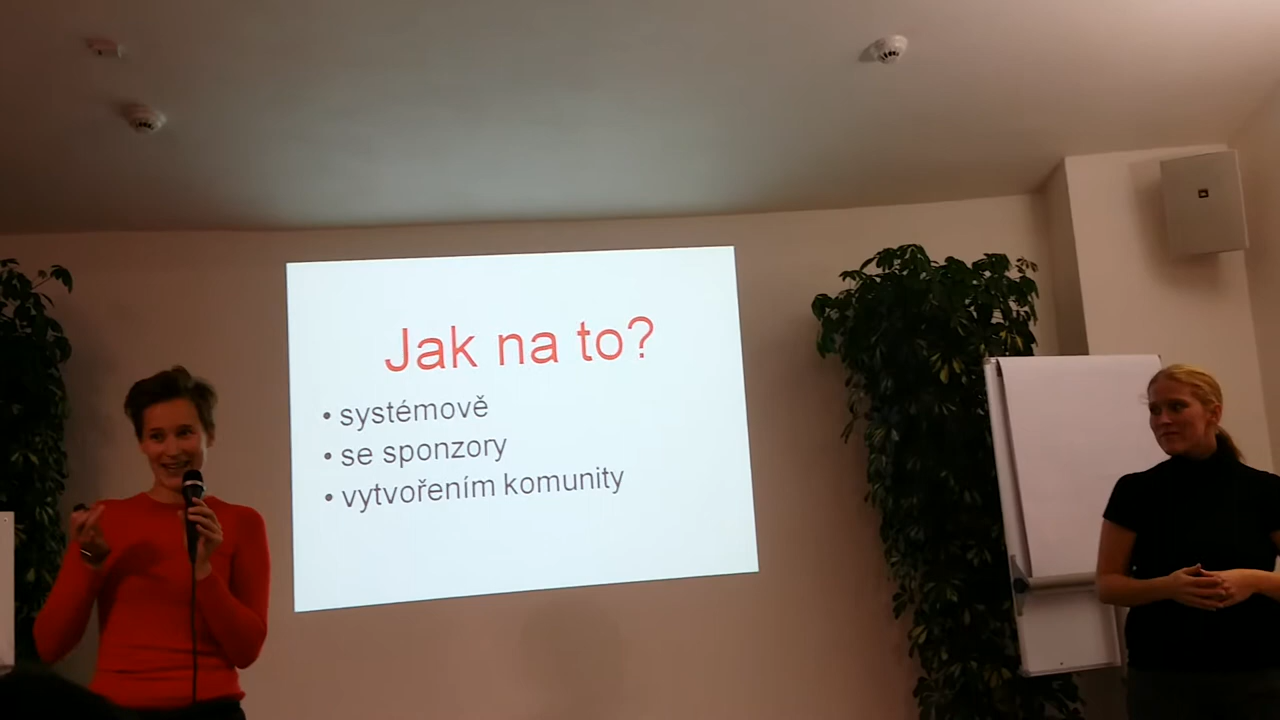 Jak na to?
• systémově
• se sponzory
• vytvořením komunity